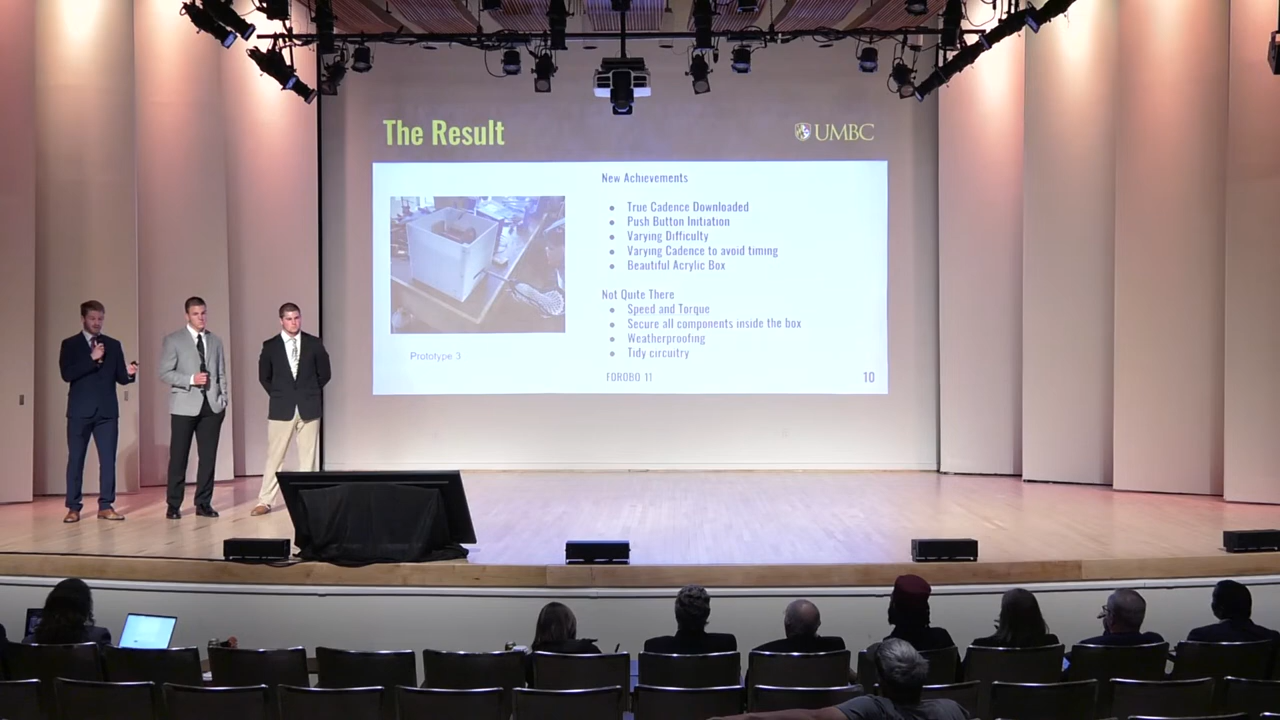 The Result
UMBC
New Achievements
True Cadence Downloaded
Push Button Initiation
Varying Difficulty
Varying Cadence to avoid timing
Beautiful Acrylic Box
Not Quite There
Speed and Torque
Secure all components inside the box
Weatherproofing
Tidy circuitry
Prototype 3
FOROBO 11
10